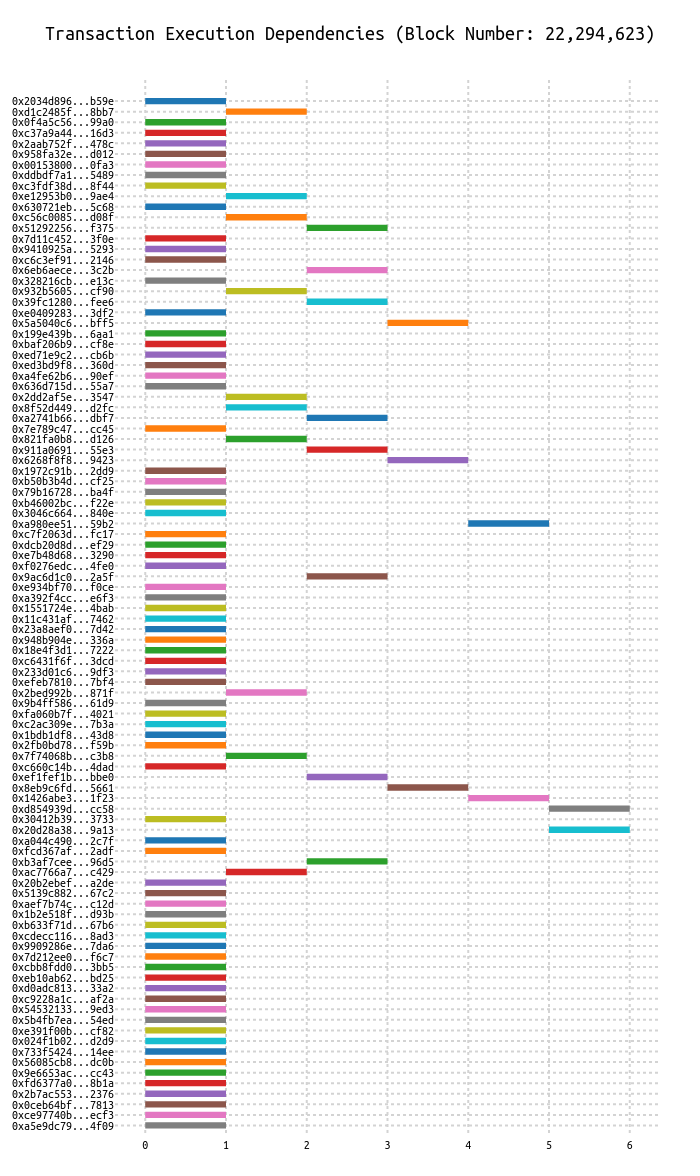 Transaction Execution Dependencies (Block Number: 22,294,623)
0x2034d896...b59e
0xd1c2485f...8bb7
0x0f4a5c56...99a0
0xc37a9a44...16d3
0x2aab752f...478c
0x958fa32e...d012
0x00153800...0fa3
0xddbdf7a1...5489
0xc3fdf38d...8f44
0xe12953b0...9ae4
0x630721eb...5c68
0xc56c0085...d08f
0x51292256...f375
0x7d11c452...3f0e
0x9410925a...5293
0xc6c3ef91...2146
0x6eb6aece...3c2b
0x328216cb...e13c
0x932b5605...cf90
0x39fc1280...fee6
0xe0409283...3df2
0x5a5040c6...bff5
0x199e439b...6aa1
0xbaf206b9...cf8e
0xed71e9c2...cb6b
0xed3bd9f8...360d
0xa4fe62b6...90ef
0x636d715d...55a7
0x2dd2af5e...3547
0x8f52d449...d2fc
0xa2741b66...dbf7
0x7e789c47...cc45
0x821fa0b8...d126
0x911a0691...55e3
0x6268f8f8...9423
0x1972c91b...2dd9
0xb50b3b4d...cf25
0x79b16728...ba4f
0xb46002bc...f22e
0x3046c664...840e
0xa980ee51...59b2
0xc7f2063d...fc17
0xdcb20d8d...ef29
0xe7b48d68...3290
0xf0276edc...4fe0
0x9ac6d1c0...2a5f
0xe934bf70...f0ce
0xa392f4cc...e6f3
0x1551724e...4bab
0x11c431af...7462
0x23a8aef0...7d42
0x948b904e...336a
0x18e4f3d1...7222
0xc6431f6f...3dcd
0x233d01c6...9df3
0xefeb7810...7bf4
0x2bed992b...871f
0x9b4ff586...61d9
0xfa060b7f...4021
0xc2ac309e...7b3a
0x1bdb1df8...43d8
0x2fb0bd78...f59b
0x7f74068b...c3b8
0xc660c14b...4dad
0xef1fef1b...bbe0
0x8eb9c6fd...5661
0x1426abe3...1f23
0xd854939d...cc58
0x30412b39...3733
0x20d28a38...9a13
0xa044c490...2c7f
0xfcd367af...2adf
0xb3af7cee...96d5
0xac7766a7...c429
0x20b2ebef...a2de
0x5139c882...67c2
0xaef7b74c...c12d
0x1b2e518f...d93b
0xb633f71d...67b6
0xcdecc116...8ad3
0x9909286e...7da6
0x7d212ee0...f6c7
0xcbb8fdd0...3bb5
0xeb10ab62...bd25
0xd0adc813...33a2
0xc9228a1c...af2a
0x54532133...9ed3
0x5b4fb7ea...54ed
0xe391f00b...cf82
0x024f1b02...d2d9
0x733f5424...14ee
0x56085cb8...dc0b
0x9e6653ac...cc43
0xfd6377a0...8b1a
0x2b7ac553...2376
0x0ceb64bf...7813
0xce97740b...ecf3
0xa5e9dc79...4f09
0 1 2 3 4 5 6